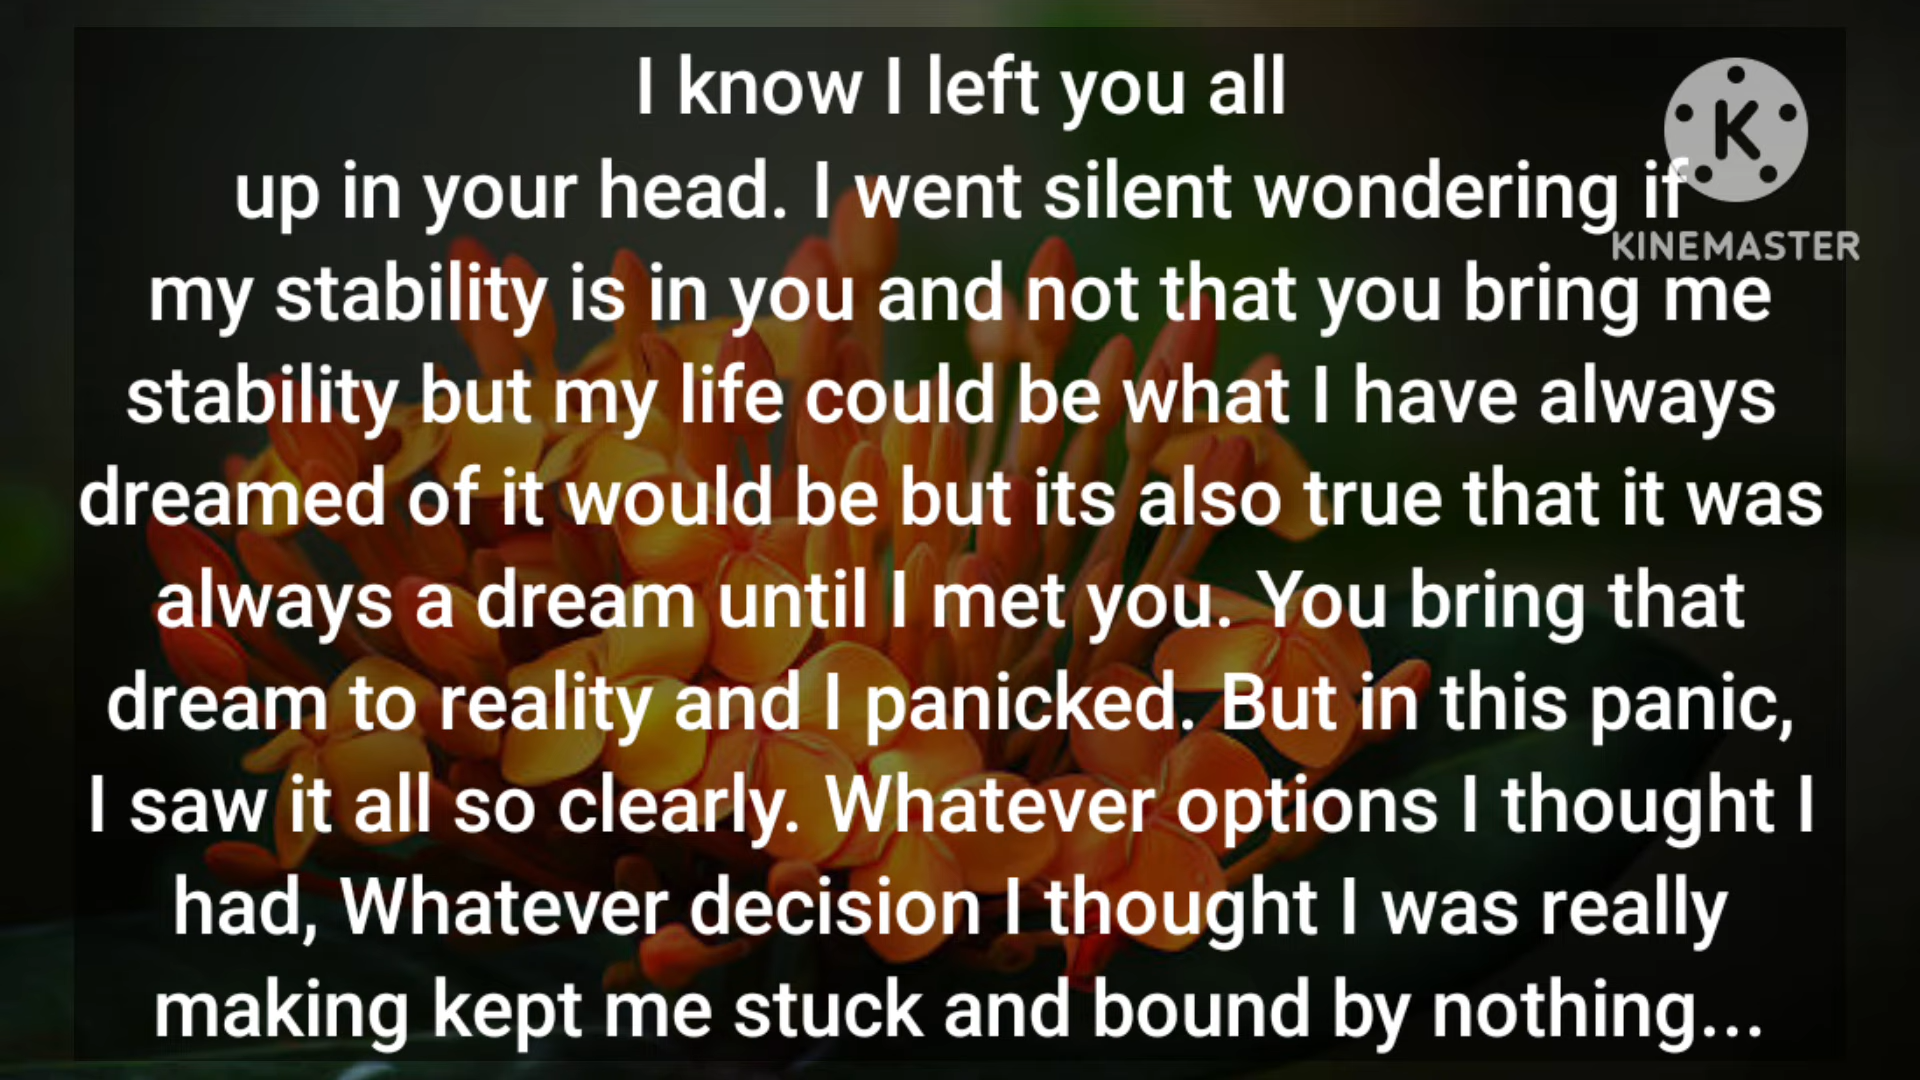 I know I left you all
up in your head. I went silent wondering if
my stability is in you and not that you bring me
stability but my life could be what I have always
dreamed of it would be but its also true that it was
always a dream until I met you. You bring that
dream to reality and I panicked. But in this panic,
I saw it all so clearly. Whatever options I thought I
had, Whatever decision I thought I was really
making kept me stuck and bound by nothing...
K
KINEMASTER